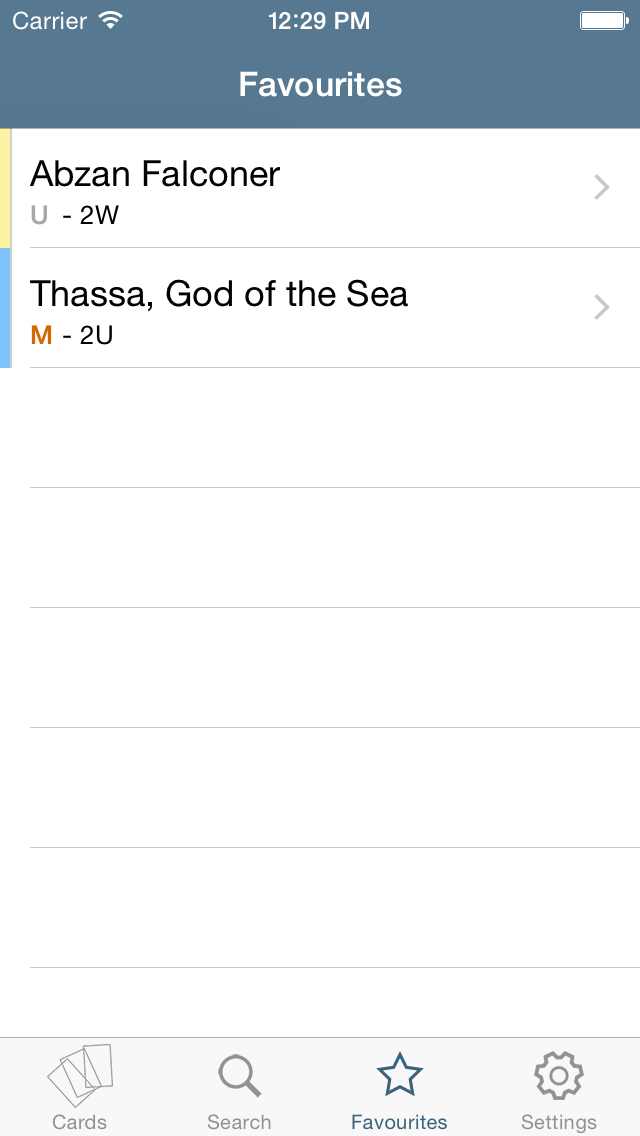 Carrier 12:29 PM
Favourites
Abzan Falconer
U - 2W
Thassa, God of the Sea
M - 2U
Cards Search Favourites Settings